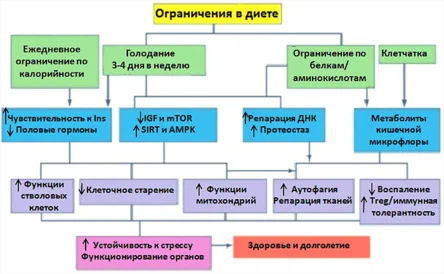 Ограничения в диете
Ежедневное
ограничение по
калорийности
Голодание
3-4 дня в неделю
Ограничение по
белкам/
аминокислотам
Клетчатка
↑Чувствительность к Ins
↓ Половые гормоны
↓IGF и mTOR
↑ SIRT и AMPK
↑Репарация ДНК
↑ Протеостаз
Метаболиты
кишечной
микрофлоры
↑ Функции
стволовых
клеток
↓ Клеточное старение
↑ Функции
митохондрий
↑ Аутофагия
Репарация тканей
↓ Воспаление
↑ Treg/иммунная
толерантность
↑ Устойчивость к стрессу
Функционирование органов
Здоровье и долголетие